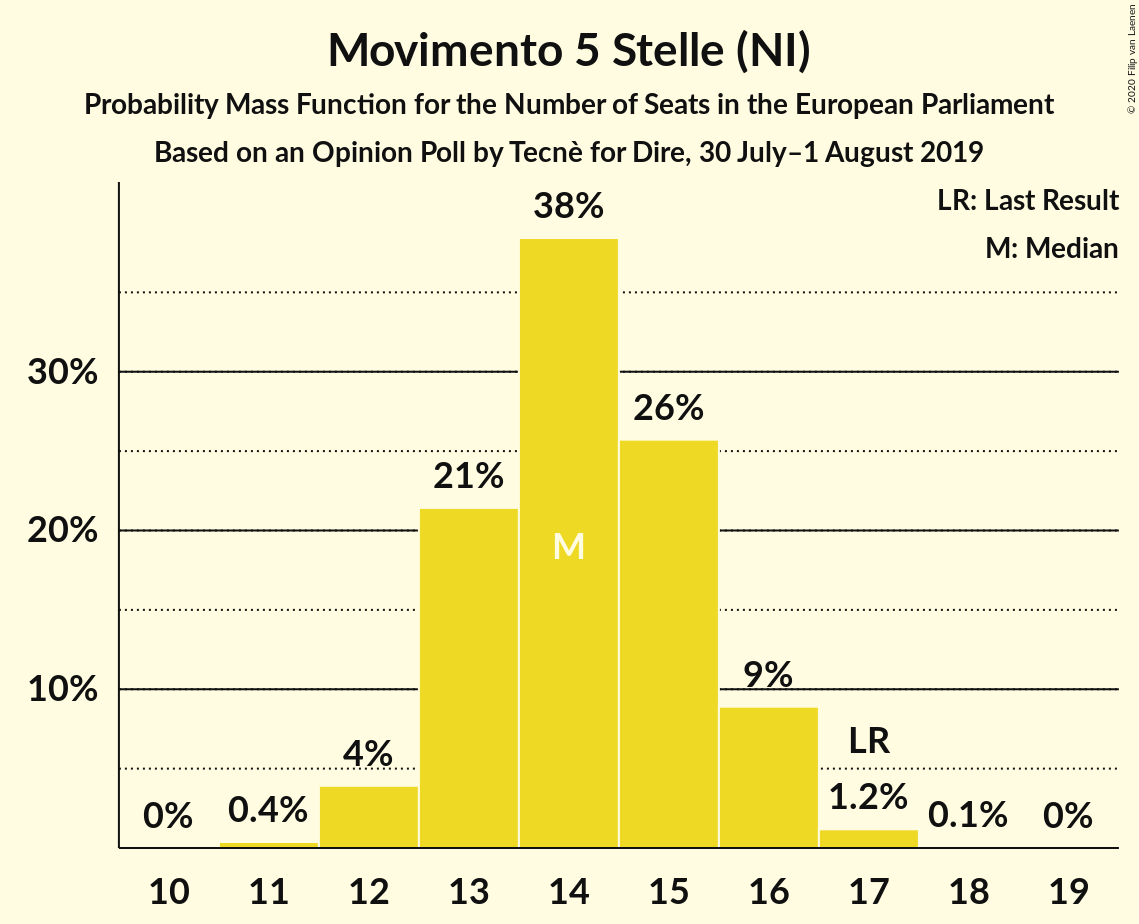 Movimento 5 Stelle (NI)
Probability Mass Function for the Number of Seats in the European Parliament
Based on an Opinion Poll by Tecnè for Dire, 30 July–1 August 2019
© 2020 Filip van Laenen
LR: Last Result
M: Median
38%
30%
26%
21%
20%
M
10%
9%
LR
4%
1.2%
0.4%
0%
0.1%
0%
10 11 12 13 14 15 16 17 18 19